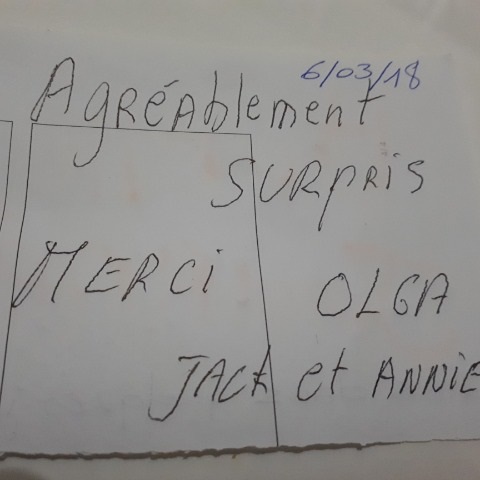 6/03/18
Agréablement
SURPRIS
MERCI OLGA
JACK et ANNIE